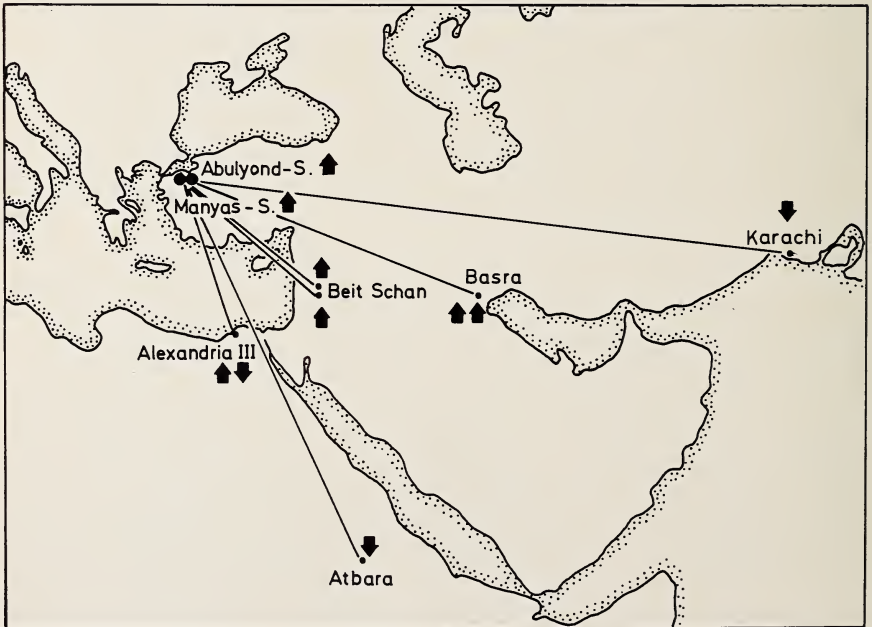 Abulyond-S.
Manyas-S.
Karachi
Beit Schan
Basra
Alexandria III
Atbara